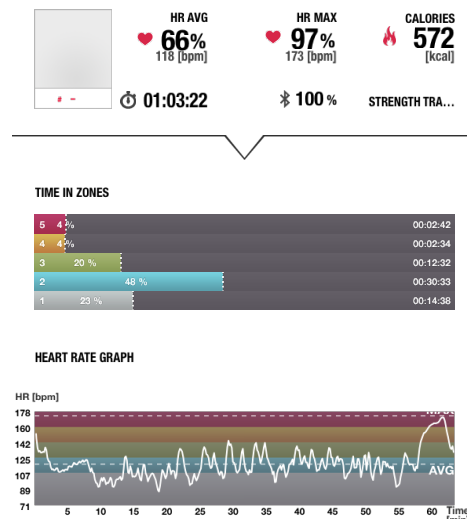 HR AVG
66%
118 [bpm]
HR MAX
97%
173 [bpm]
CALORIES
572
[kcal]
# –
01:03:22
100 %
STRENGTH TRA...
TIME IN ZONES
5 4 % 00:02:42
4 4 % 00:02:34
3 20 % 00:12:32
2 48 % 00:30:33
1 23 % 00:14:38
HEART RATE GRAPH
HR [bpm]
178
160
142
125
107
89
71
MAX
AVG
5 10 15 20 25 30 35 40 45 50 55 60 Time
[min]